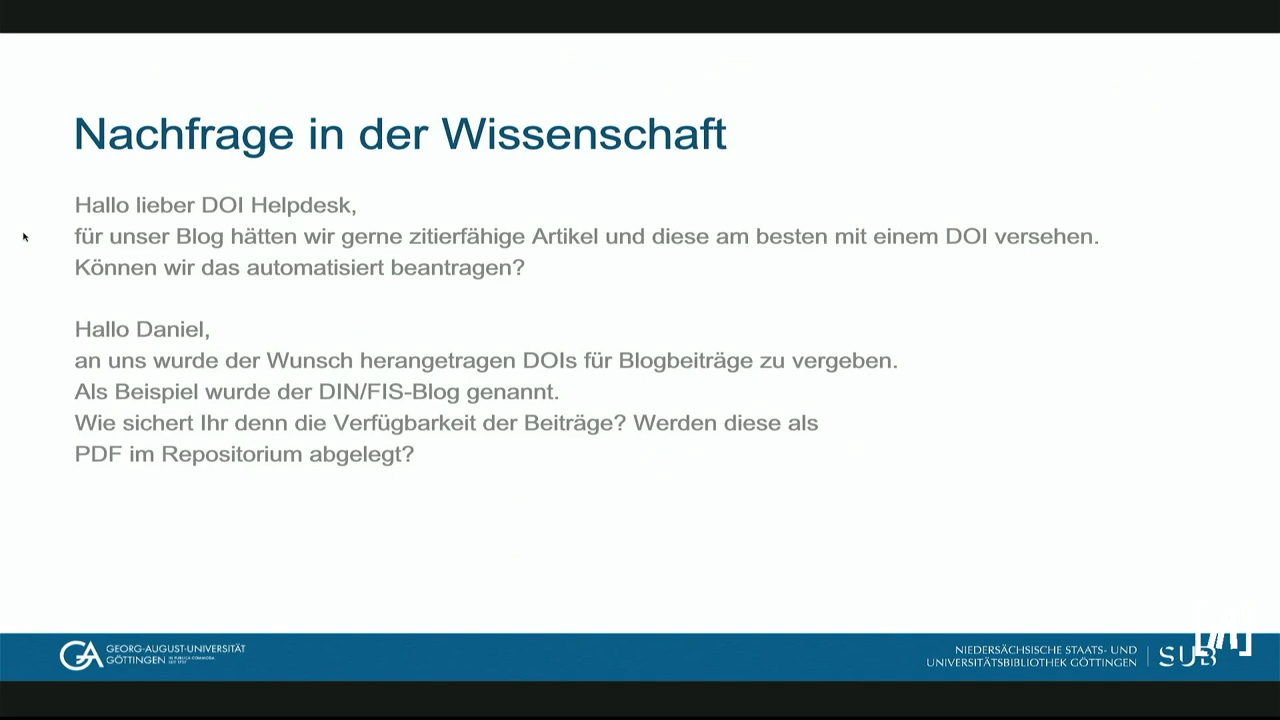 Nachfrage in der Wissenschaft
Hallo lieber DOI Helpdesk,
für unser Blog hätten wir gerne zitierfähige Artikel und diese am besten mit einem DOI versehen.
Können wir das automatisiert beantragen?
Hallo Daniel,
an uns wurde der Wunsch herangetragen DOIs für Blogbeiträge zu vergeben.
Als Beispiel wurde der DIN/FIS-Blog genannt.
Wie sichert Ihr denn die Verfügbarkeit der Beiträge? Werden diese als
PDF im Repositorium abgelegt?
GEORG-AUGUST-UNIVERSITÄT
GÖTTINGEN
NIEDERSÄCHSISCHE STAATS- UND
UNIVERSITÄTSBIBLIOTHEK GÖTTINGEN
SUB